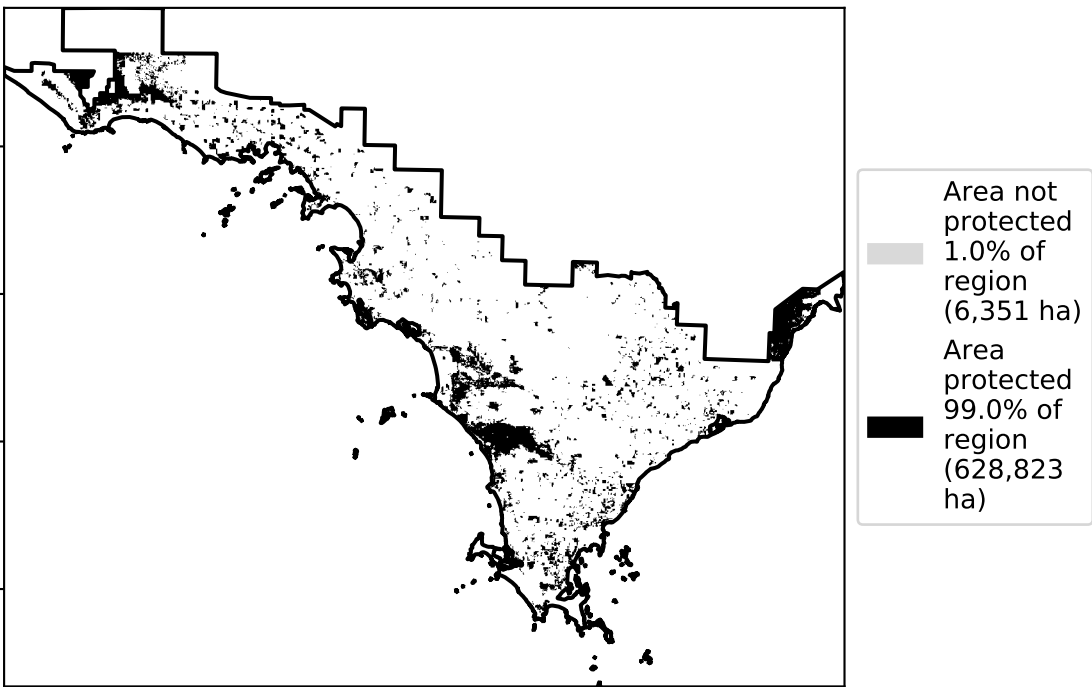 Area not
protected
1.0% of
region
(6,351 ha)
Area
protected
99.0% of
region
(628,823
ha)